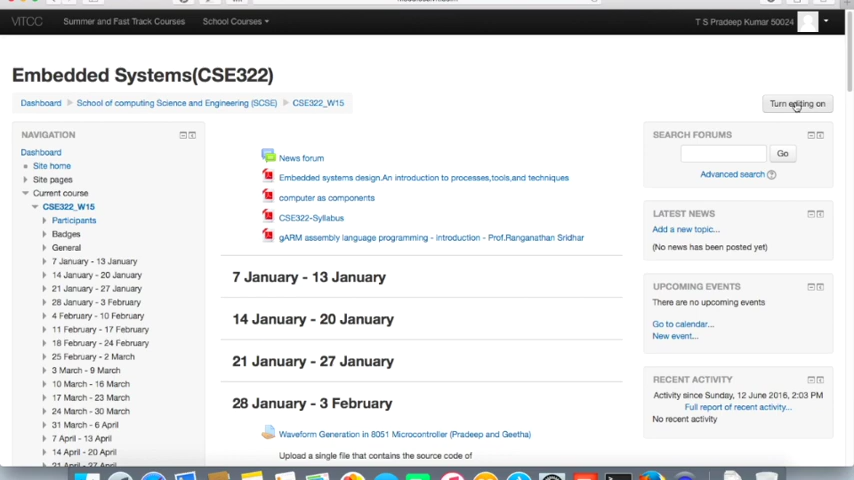 VITCC
Summer and Fast Track Courses
School Courses
T S Pradeep Kumar 50024
Embedded Systems(CSE322)
Dashboard
School of computing Science and Engineering (SCSE)
CSE322_W15
Turn editing on
NAVIGATION
Dashboard
Site home
Site pages
Current course
CSE322_W15
Participants
Badges
General
7 January - 13 January
14 January - 20 January
21 January - 27 January
28 January - 3 February
4 February - 10 February
11 February - 17 February
18 February - 24 February
25 February - 2 March
3 March - 9 March
10 March - 16 March
17 March - 23 March
24 March - 30 March
31 March - 6 April
7 April - 13 April
14 April - 20 April
21 April - 27 April
News forum
Embedded systems design.An introduction to processes,tools,and techniques
computer as components
CSE322-Syllabus
gARM assembly language programming - introduction - Prof.Ranganathan Sridhar
7 January - 13 January
14 January - 20 January
21 January - 27 January
28 January - 3 February
Waveform Generation in 8051 Microcontroller (Pradeep and Geetha)
Upload a single file that contains the source code of
SEARCH FORUMS
Go
Advanced search
LATEST NEWS
Add a new topic...
(No news has been posted yet)
UPCOMING EVENTS
There are no upcoming events
Go to calendar...
New event...
RECENT ACTIVITY
Activity since Sunday, 12 June 2016, 2:03 PM
Full report of recent activity...
No recent activity